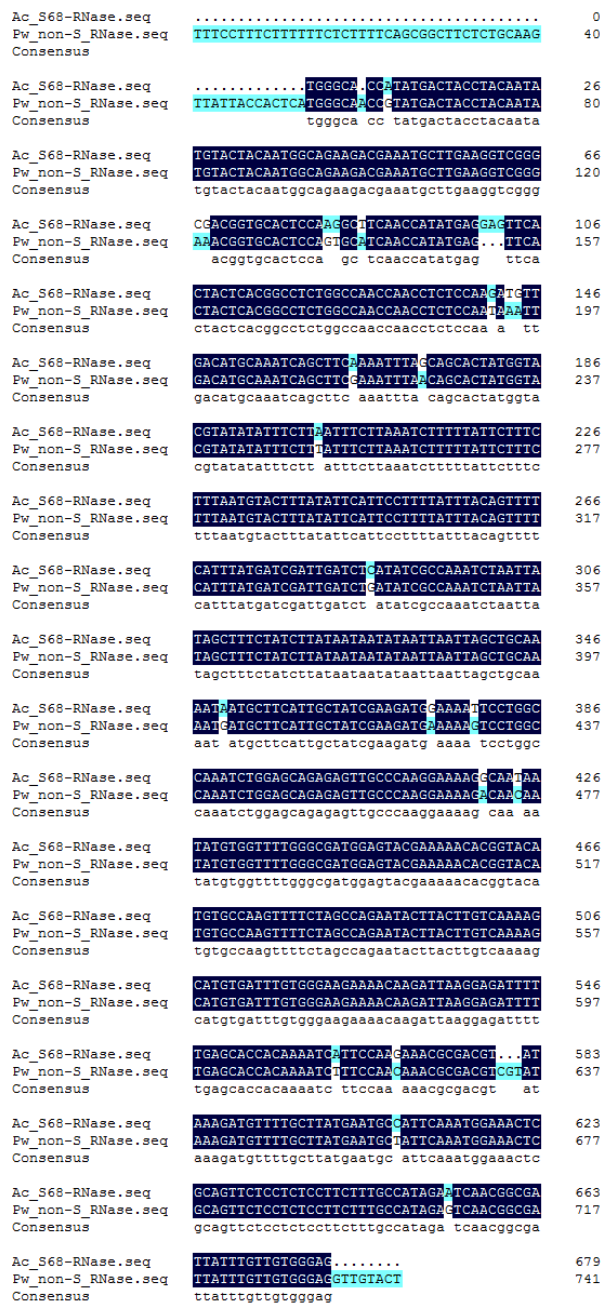 Ac_S68-RNase.seq ........................................ 0
Pw_non-S_RNase.seq TTTCCTTTCTTTTTTCTCTTTTCAGCGGCTTCTCTGCAAG 40
Consensus
Ac_S68-RNase.seq .............TGGGCA.CCATATGACTACCTACAATA 26
Pw_non-S_RNase.seq TTATTACCACTCATGGGCAACCGTATGACTACCTACAATA 80
Consensus tgggca cc tatgactacctacaata
Ac_S68-RNase.seq TGTACTACAATGGCAGAAGACGAAATGCTTGAAGGTCGGG 66
Pw_non-S_RNase.seq TGTACTACAATGGCAGAAGACGAAATGCTTGAAGGTCGGG 120
Consensus tgtactacaatggcagaagacgaaatgcttgaaggtcggg
Ac_S68-RNase.seq CGACGGTGCACTCCAAGGCTTCAACCATATGAGGAGTTCA 106
Pw_non-S_RNase.seq AAACGGTGCACTCCAGTGCATCAACCATATGAG...TTCA 157
Consensus acggtgcactcca gc tcaaccatatgag ttca
Ac_S68-RNase.seq CTACTCACGGCCTCTGGCCAACCAACCTCTCCAAGATGTT 146
Pw_non-S_RNase.seq CTACTCACGGCCTCTGGCCAACCAACCTCTCCAATAAATT 197
Consensus ctactcacggcctctggccaaccaacctctccaa a tt
Ac_S68-RNase.seq GACATGCAAATCAGCTTCAAAATTTAGCAGCACTATGGTA 186
Pw_non-S_RNase.seq GACATGCAAATCAGCTTCGAAATTTAACAGCACTATGGTA 237
Consensus gacatgcaaatcagcttc aaattta cagcactatggta
Ac_S68-RNase.seq CGTATATATTTCTTAATTTCTTAAATCTTTTTATTCTTTC 226
Pw_non-S_RNase.seq CGTATATATTTCTTTATTTCTTAAATCTTTTTATTCTTTC 277
Consensus cgtatatatttctt atttcttaaatctttttattctttc
Ac_S68-RNase.seq TTTAATGTACTTTATATTCATTCCTTTTATTTACAGTTTT 266
Pw_non-S_RNase.seq TTTAATGTACTTTATATTCATTCCTTTTATTTACAGTTTT 317
Consensus tttaatgtactttatattcattccttttatttacagtttt
Ac_S68-RNase.seq CATTTATGATCGATTGATCTCATATCGCCAAATCTAATTA 306
Pw_non-S_RNase.seq CATTTATGATCGATTGATCTGATATCGCCAAATCTAATTA 357
Consensus catttatgatcgattgatct atatcgccaaatctaatta
Ac_S68-RNase.seq TAGCTTTCTATCTTATAATAATATAATTAATTAGCTGCAA 346
Pw_non-S_RNase.seq TAGCTTTCTATCTTATAATAATATAATTAATTAGCTGCAA 397
Consensus tagctttctatcttataataatataattaattagctgcaa
Ac_S68-RNase.seq AATAATGCTTCATTGCTATCGAAGATGGAAAATTCCTGGC 386
Pw_non-S_RNase.seq AATGATGCTTCATTGCTATCGAAGATGAAAAAGTCCTGGC 437
Consensus aat atgcttcattgctatcgaagatg aaaa tcctggc
Ac_S68-RNase.seq CAAATCTGGAGCAGAGAGTTGCCCAAGGAAAAGGCAATAA 426
Pw_non-S_RNase.seq CAAATCTGGAGCAGAGAGTTGCCCAAGGAAAAGACAACAA 477
Consensus caaatctggagcagagagttgcccaaggaaaag caa aa
Ac_S68-RNase.seq TATGTGGTTTTGGGCGATGGAGTACGAAAAACACGGTACA 466
Pw_non-S_RNase.seq TATGTGGTTTTGGGCGATGGAGTACGAAAAACACGGTACA 517
Consensus tatgtggttttgggcgatggagtacgaaaaacacggtaca
Ac_S68-RNase.seq TGTGCCAAGTTTTCTAGCCAGAATACTTACTTGTCAAAAG 506
Pw_non-S_RNase.seq TGTGCCAAGTTTTCTAGCCAGAATACTTACTTGTCAAAAG 557
Consensus tgtgccaagttttctagccagaatacttacttgtcaaaag
Ac_S68-RNase.seq CATGTGATTTGTGGGAAGAAAACAAGATTAAGGAGATTTT 546
Pw_non-S_RNase.seq CATGTGATTTGTGGGAAGAAAACAAGATTAAGGAGATTTT 597
Consensus catgtgatttgtgggaagaaaacaagattaaggagatttt
Ac_S68-RNase.seq TGAGCACCACAAAATCATTCCAAGAAACGCGACGT...AT 583
Pw_non-S_RNase.seq TGAGCACCACAAAATCTTTCCAACAAACGCGACGTCGTAT 637
Consensus tgagcaccacaaaatc ttccaa aaacgcgacgt at
Ac_S68-RNase.seq AAAGATGTTTTGCTTATGAATGCCATTCAAATGGAAACTC 623
Pw_non-S_RNase.seq AAAGATGTTTTGCTTATGAATGCTATTCAAATGGAAACTC 677
Consensus aaagatgttttgcttatgaatgc attcaaatggaaactc
Ac_S68-RNase.seq GCAGTTCTCCTCTCCTTCTTTGCCATAGAATCAACGGCGA 663
Pw_non-S_RNase.seq GCAGTTCTCCTCTCCTTCTTTGCCATAGAGTCAACGGCGA 717
Consensus gcagttctcctctccttctttgccataga tcaacggcga
Ac_S68-RNase.seq TTATTTGTTGTGGGAG........ 679
Pw_non-S_RNase.seq TTATTTGTTGTGGGAGGTTGTACT 741
Consensus ttatttgttgtgggag